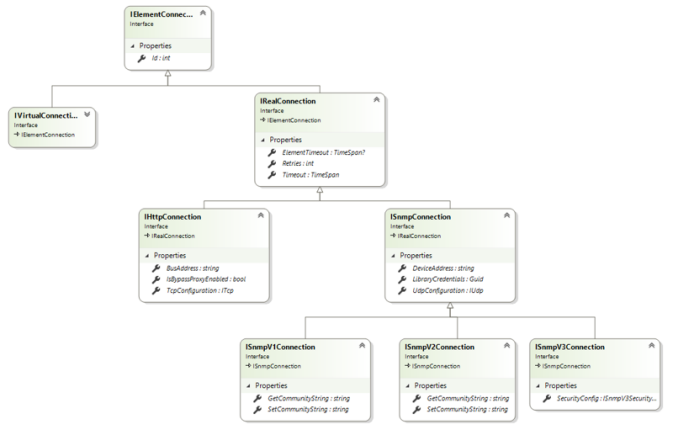 IElementConnec...
Interface
Properties
Id : int
IVirtualConnecti...
Interface
IElementConnection
IRealConnection
Interface
IElementConnection
Properties
ElementTimeout : TimeSpan?
Retries : int
Timeout : TimeSpan
IHttpConnection
Interface
IRealConnection
Properties
BusAddress : string
IsBypassProxyEnabled : bool
TcpConfiguration : ITcp
ISnmpConnection
Interface
IRealConnection
Properties
DeviceAddress : string
LibraryCredentials : Guid
UdpConfiguration : IUdp
ISnmpV1Connection
Interface
ISnmpConnection
Properties
GetCommunityString : string
SetCommunityString : string
ISnmpV2Connection
Interface
ISnmpConnection
Properties
GetCommunityString : string
SetCommunityString : string
ISnmpV3Connection
Interface
ISnmpConnection
Properties
SecurityConfig : ISnmpV3Security...